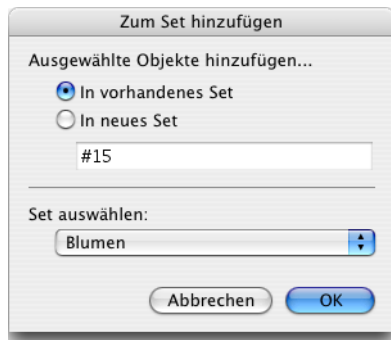 Zum Set hinzufügen
Ausgewählte Objekte hinzufügen...
In vorhandenes Set
In neues Set
#15
Set auswählen:
Blumen
Abbrechen OK